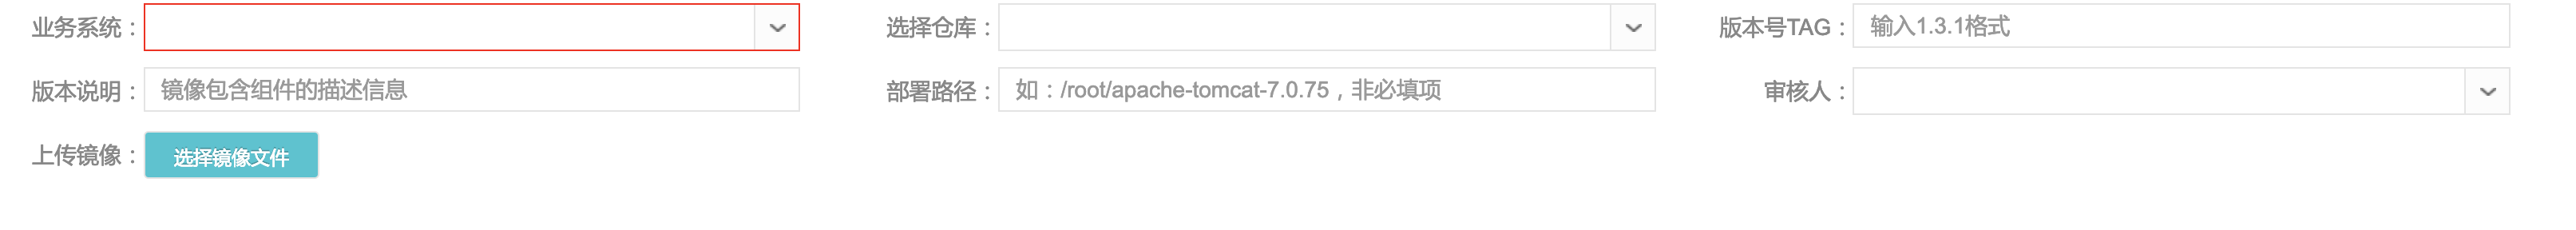 业务系统： 选择仓库： 版本号TAG： 输入1.3.1格式
版本说明： 镜像包含组件的描述信息 部署路径： 如：/root/apache-tomcat-7.0.75，非必填项 审核人：
上传镜像： 选择镜像文件